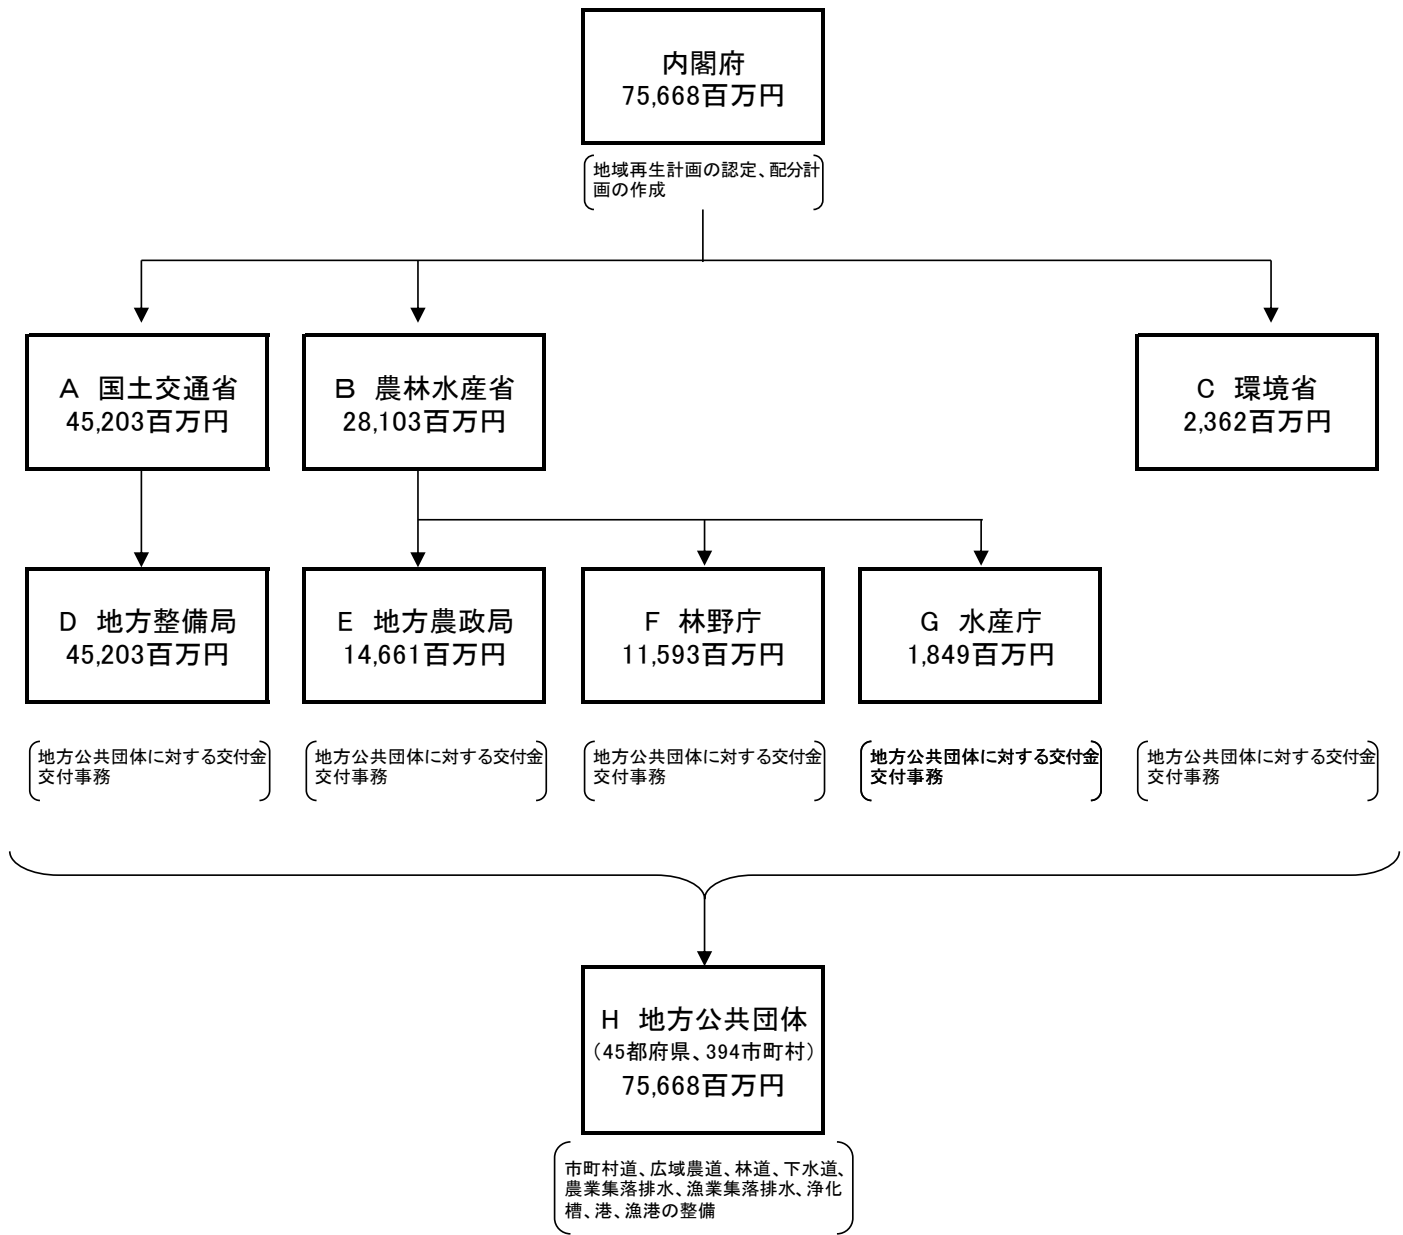 内閣府
75,668百万円
地域再生計画の認定、配分計
画の作成
A 国土交通省
45,203百万円
B 農林水産省
28,103百万円
C 環境省
2,362百万円
D 地方整備局
45,203百万円
E 地方農政局
14,661百万円
F 林野庁
11,593百万円
G 水産庁
1,849百万円
地方公共団体に対する交付金
交付事務
地方公共団体に対する交付金
交付事務
地方公共団体に対する交付金
交付事務
地方公共団体に対する交付金
交付事務
地方公共団体に対する交付金
交付事務
H 地方公共団体
(45都府県、394市町村)
75,668百万円
市町村道、広域農道、林道、下水道、
農業集落排水、漁業集落排水、浄化
槽、港、漁港の整備